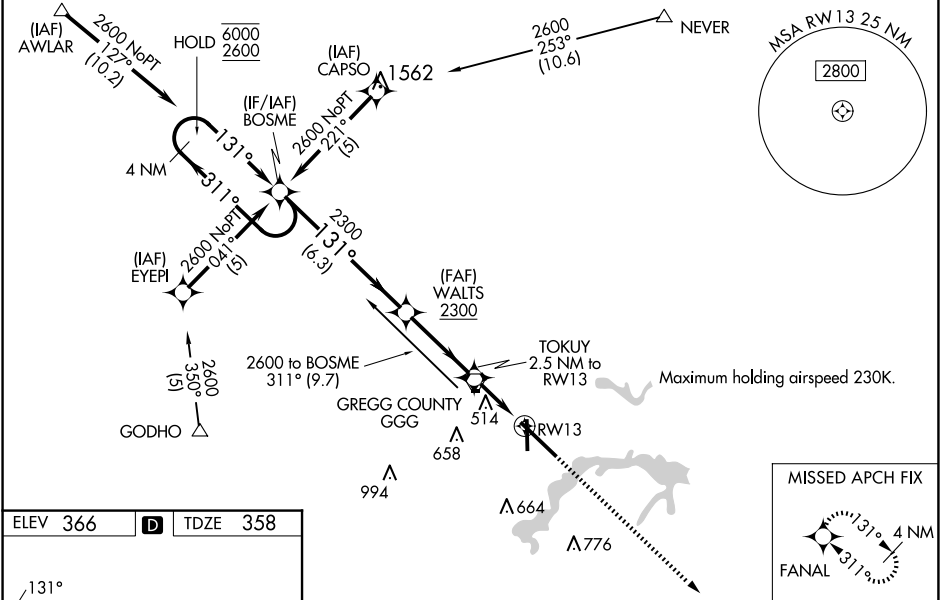 (IAF)
AWLAR
2600 NoPT
127°
(10.2)
HOLD 6000
2600
(IAF)
CAPSO
1562
2600
253°
(10.6)
NEVER
MSA RW13 25 NM
2800
(IF/IAF)
BOSME
2600 NoPT
221°
(5)
4 NM
131°
311°
2600 NoPT
041°
(5)
(IAF)
EYEPI
2300
131°
(6.3)
(FAF)
WALTS
2300
2600
350°
(5)
GODHO
2600 to BOSME
311° (9.7)
TOKUY
2.5 NM to
RW13
Maximum holding airspeed 230K.
GREGG COUNTY
GGG
514
RW13
658
994
664
776
MISSED APCH FIX
131°
4 NM
311°
FANAL
ELEV 366 D TDZE 358
131°